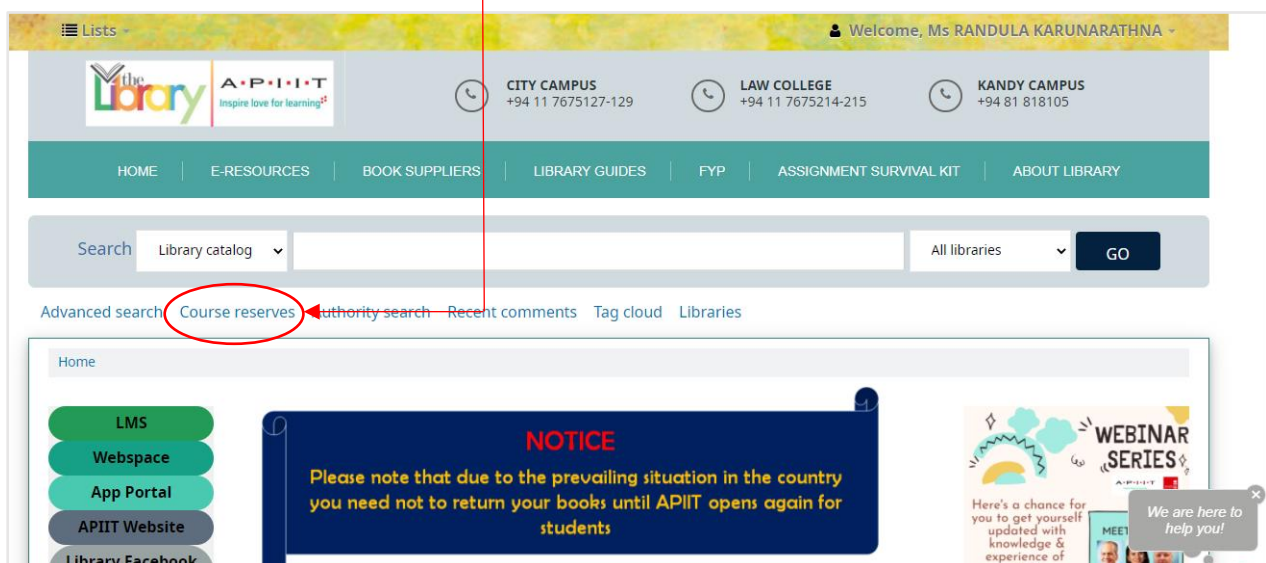 Lists
Welcome, Ms RANDULA KARUNARATHNA
the Library
A·P·I·I·T
Inspire love for learning
CITY CAMPUS
+94 11 7675127-129
LAW COLLEGE
+94 11 7675214-215
KANDY CAMPUS
+94 81 818105
HOME E-RESOURCES BOOK SUPPLIERS LIBRARY GUIDES FYP ASSIGNMENT SURVIVAL KIT ABOUT LIBRARY
Search Library catalog All libraries GO
Advanced search Course reserves Authority search Recent comments Tag cloud Libraries
Home
LMS
Webspace
App Portal
APIIT Website
Library Facebook
NOTICE
Please note that due to the prevailing situation in the country
you need not to return your books until APIIT opens again for
students
WEBINAR
SERIES
A·P·I·I·T
Here's a chance for
you to get yourself
updated with
knowledge &
experience of
MEET
We are here to
help you!